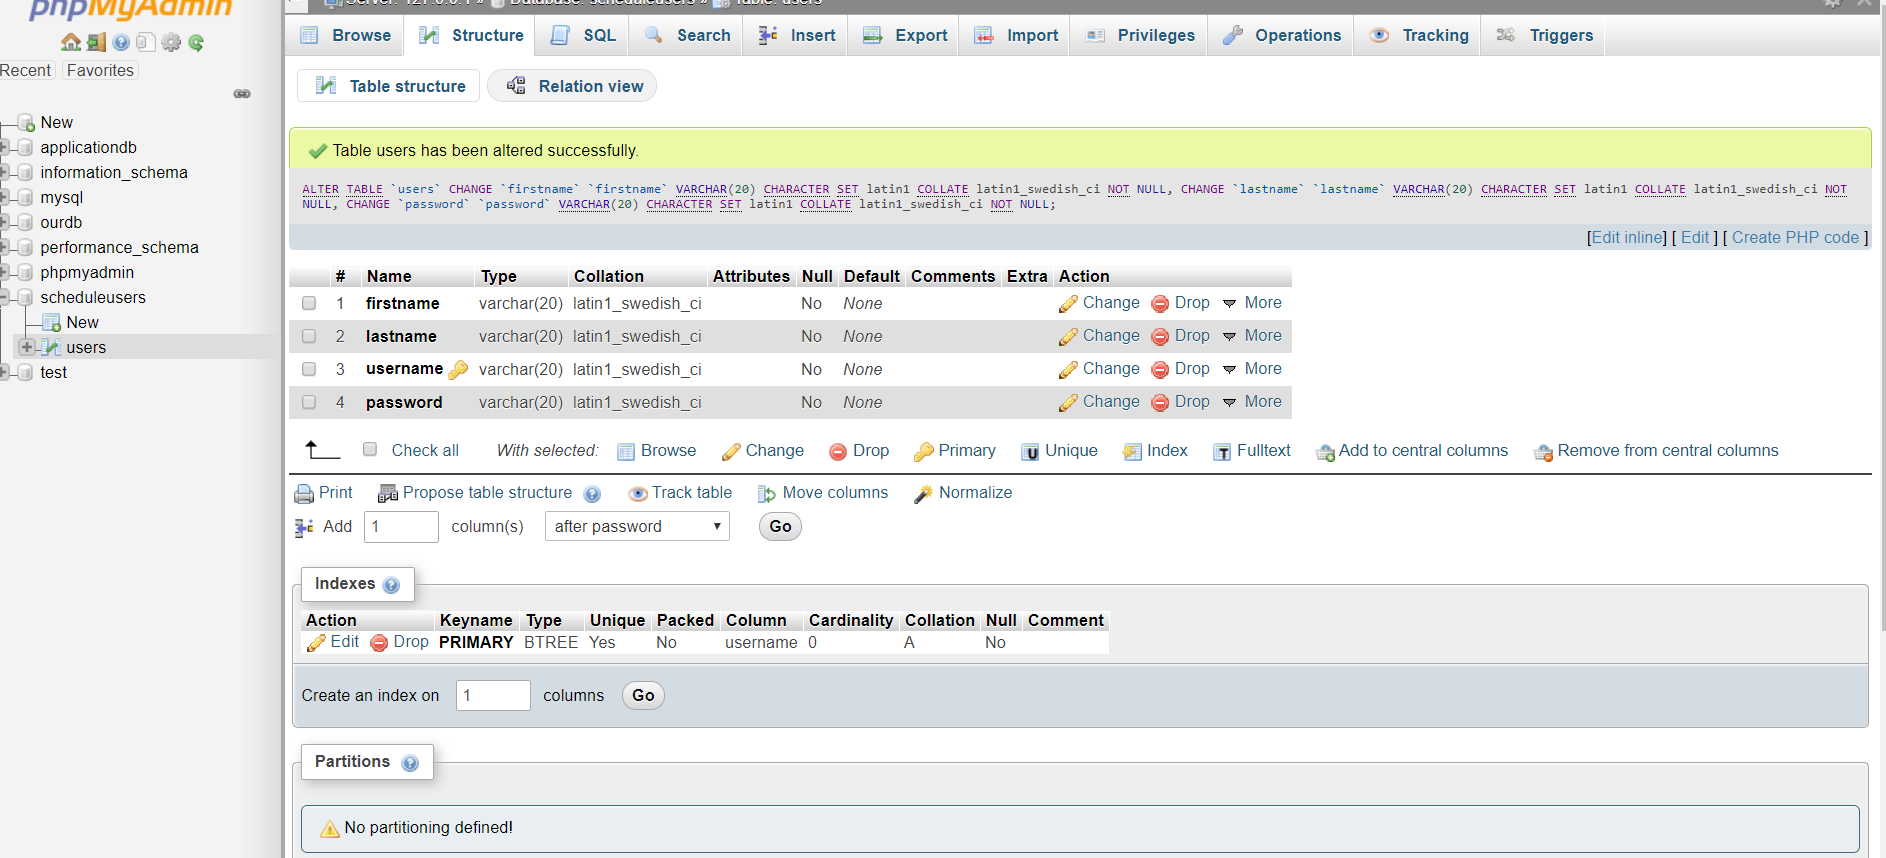 phpMyAdmin
Server: 127.0.0.1 » Database: scheduleusers » Table: users
Browse Structure SQL Search Insert Export Import Privileges Operations Tracking Triggers
Recent Favorites
Table structure Relation view
New
applicationdb
information_schema
mysql
ourdb
performance_schema
phpmyadmin
scheduleusers
New
users
test
Table users has been altered successfully.
ALTER TABLE `users` CHANGE `firstname` `firstname` VARCHAR(20) CHARACTER SET latin1 COLLATE latin1_swedish_ci NOT NULL, CHANGE `lastname` `lastname` VARCHAR(20) CHARACTER SET latin1 COLLATE latin1_swedish_ci NOT
NULL, CHANGE `password` `password` VARCHAR(20) CHARACTER SET latin1 COLLATE latin1_swedish_ci NOT NULL;
[Edit inline] [ Edit ] [ Create PHP code ]
# Name Type Collation Attributes Null Default Comments Extra Action
1 firstname varchar(20) latin1_swedish_ci No None Change Drop More
2 lastname varchar(20) latin1_swedish_ci No None Change Drop More
3 username varchar(20) latin1_swedish_ci No None Change Drop More
4 password varchar(20) latin1_swedish_ci No None Change Drop More
Check all With selected: Browse Change Drop Primary Unique Index Fulltext Add to central columns Remove from central columns
Print Propose table structure Track table Move columns Normalize
Add 1 column(s) after password Go
Indexes
Action Keyname Type Unique Packed Column Cardinality Collation Null Comment
Edit Drop PRIMARY BTREE Yes No username 0 A No
Create an index on 1 columns Go
Partitions
No partitioning defined!